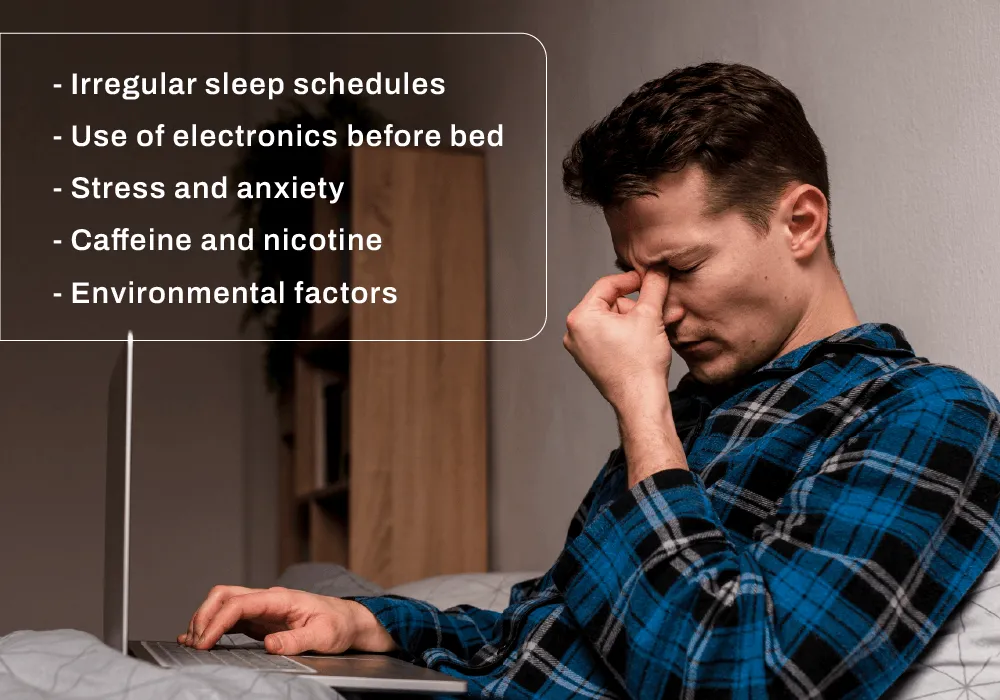 - Irregular sleep schedules
- Use of electronics before bed
- Stress and anxiety
- Caffeine and nicotine
- Environmental factors